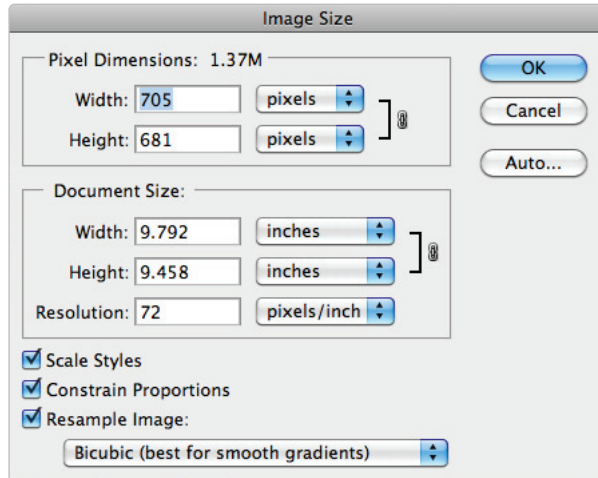 Image Size
Pixel Dimensions: 1.37M
OK
Width: 705 pixels
Cancel
Height: 681 pixels
Auto...
Document Size:
Width: 9.792 inches
Height: 9.458 inches
Resolution: 72 pixels/inch
Scale Styles
Constrain Proportions
Resample Image:
Bicubic (best for smooth gradients)